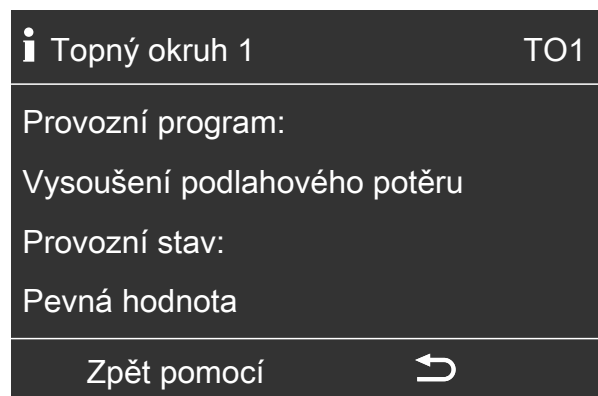 i Topný okruh 1 TO1
Provozní program:
Vysoušení podlahového potěru
Provozní stav:
Pevná hodnota
Zpět pomocí